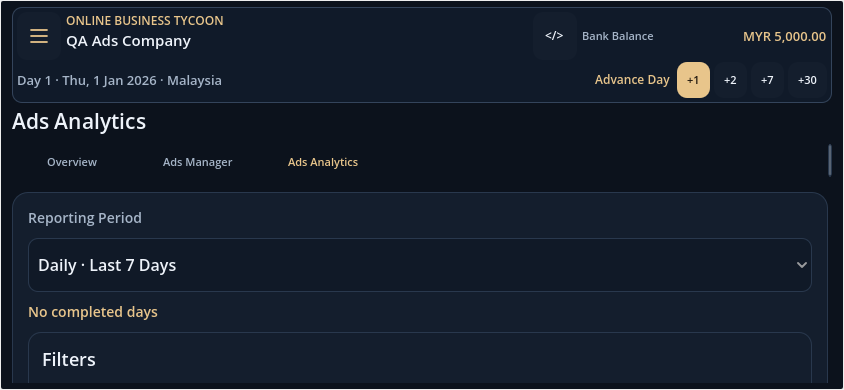 ONLINE BUSINESS TYCOON
QA Ads Company
</> Bank Balance MYR 5,000.00
Day 1 · Thu, 1 Jan 2026 · Malaysia
Advance Day +1 +2 +7 +30
Ads Analytics
Overview Ads Manager Ads Analytics
Reporting Period
Daily · Last 7 Days
No completed days
Filters